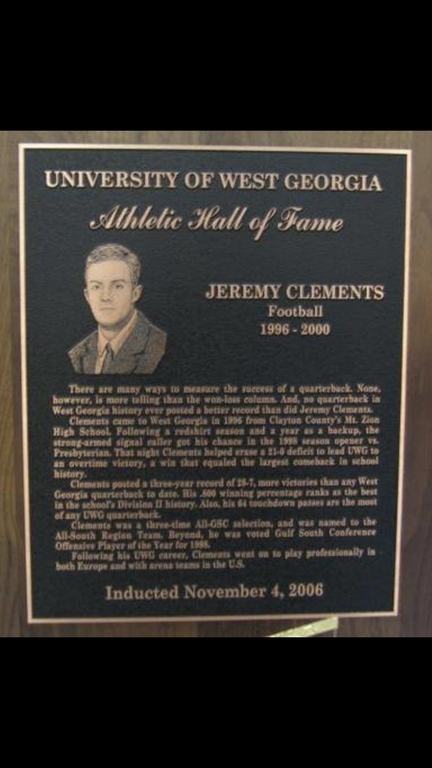 UNIVERSITY OF WEST GEORGIA
Athletic Hall of Fame
JEREMY CLEMENTS
Football
1996 - 2000
There are many ways to measure the success of a quarterback. None,
however, is more telling than the won-loss column. And, no quarterback in
West Georgia history ever posted a better record than did Jeremy Clements.
Clements came to West Georgia in 1996 from Clayton County's Mt. Zion
High School. Following a redshirt season and a year as a backup, the
strong-armed signal caller got his chance in the 1998 season opener vs.
Presbyterian. That night Clements helped erase a 21-0 deficit to lead UWG to
an overtime victory, a win that equaled the largest comeback in school
history.
Clements posted a three-year record of 28-7, more victories than any West
Georgia quarterback to date. His .800 winning percentage ranks as the best
in the school's Division II history. Also, his 64 touchdown passes are the most
of any UWG quarterback.
Clements was a three-time All-GSC selection, and was named to the
All-South Region Team. Beyond, he was voted Gulf South Conference
Offensive Player of the Year for 1998.
Following his UWG career, Clements went on to play professionally in
both Europe and with arena teams in the U.S.
Inducted November 4, 2006